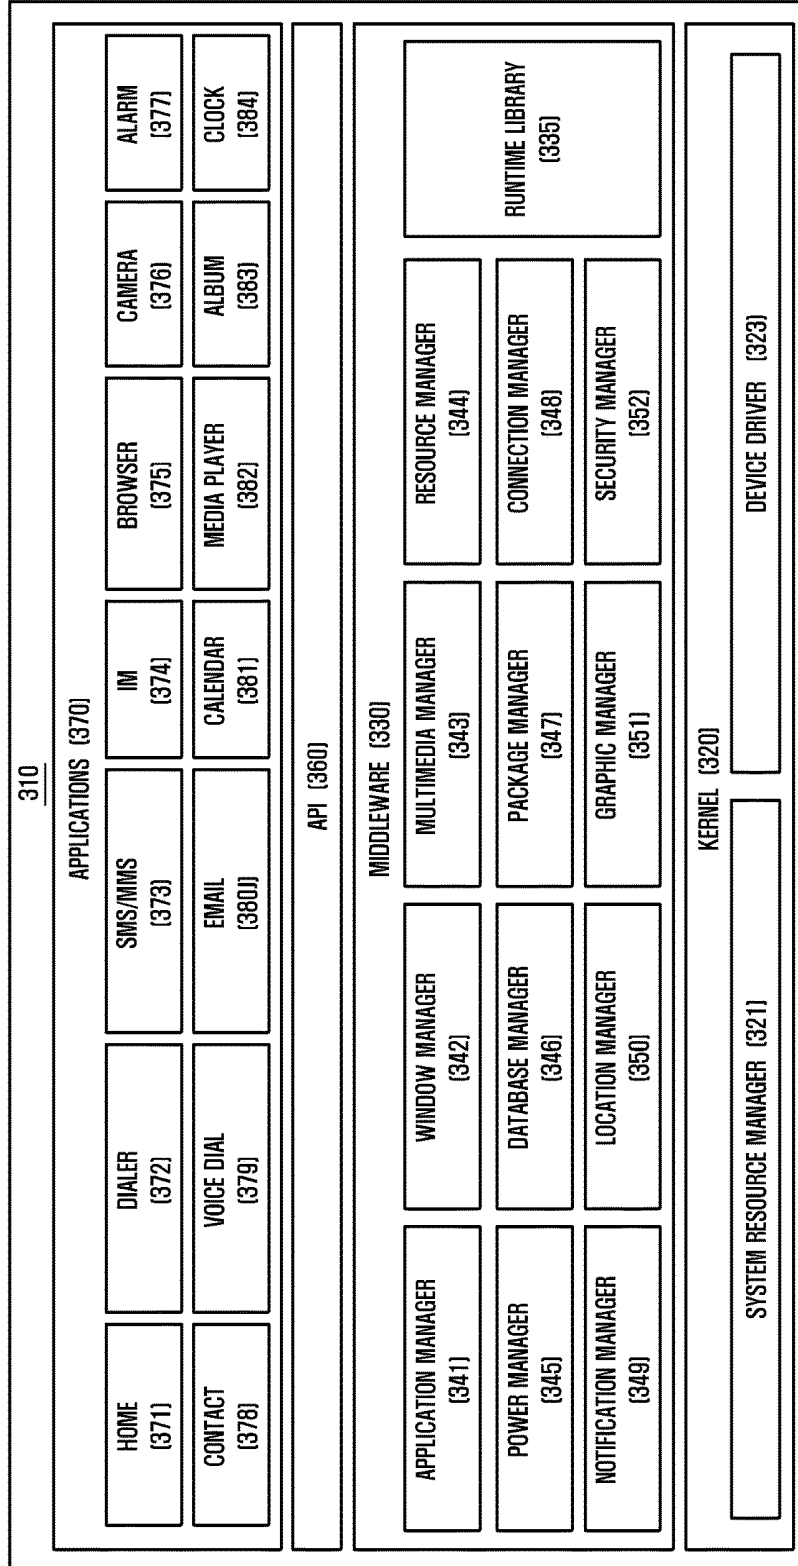 310
APPLICATIONS (370)
HOME
(371)
DIALER
(372)
SMS/MMS
(373)
IM
(374)
BROWSER
(375)
CAMERA
(376)
ALARM
(377)
CONTACT
(378)
VOICE DIAL
(379)
EMAIL
(380J)
CALENDAR
(381)
MEDIA PLAYER
(382)
ALBUM
(383)
CLOCK
(384)
API (360)
MIDDLEWARE (330)
APPLICATION MANAGER
(341)
WINDOW MANAGER
(342)
MULTIMEDIA MANAGER
(343)
RESOURCE MANAGER
(344)
POWER MANAGER
(345)
DATABASE MANAGER
(346)
PACKAGE MANAGER
(347)
CONNECTION MANAGER
(348)
NOTIFICATION MANAGER
(349)
LOCATION MANAGER
(350)
GRAPHIC MANAGER
(351)
SECURITY MANAGER
(352)
RUNTIME LIBRARY
(335)
KERNEL (320)
SYSTEM RESOURCE MANAGER (321)
DEVICE DRIVER (323)